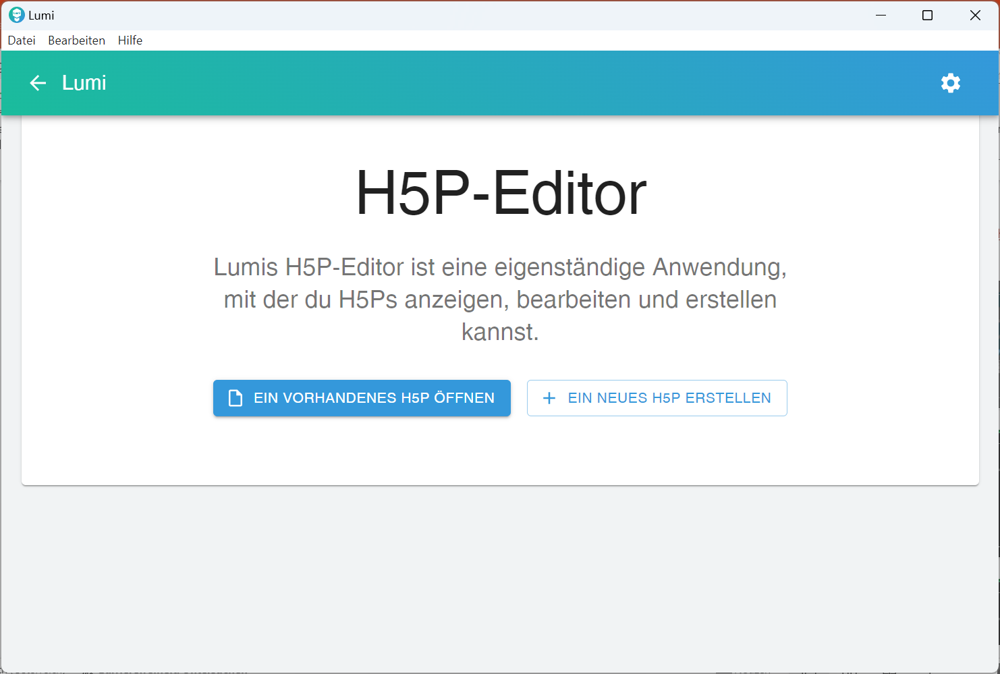 Lumi
Datei Bearbeiten Hilfe
Lumi
H5P-Editor
Lumis H5P-Editor ist eine eigenständige Anwendung,
mit der du H5Ps anzeigen, bearbeiten und erstellen
kannst.
EIN VORHANDENES H5P ÖFFNEN EIN NEUES H5P ERSTELLEN